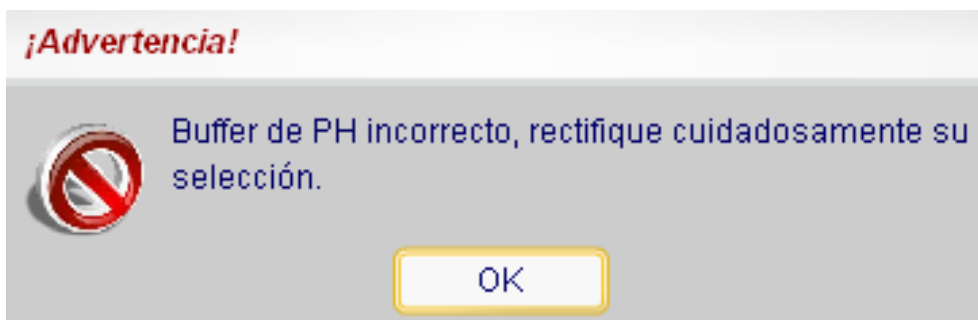 ¡Advertencia!
Buffer de PH incorrecto, rectifique cuidadosamente su
selección.
OK